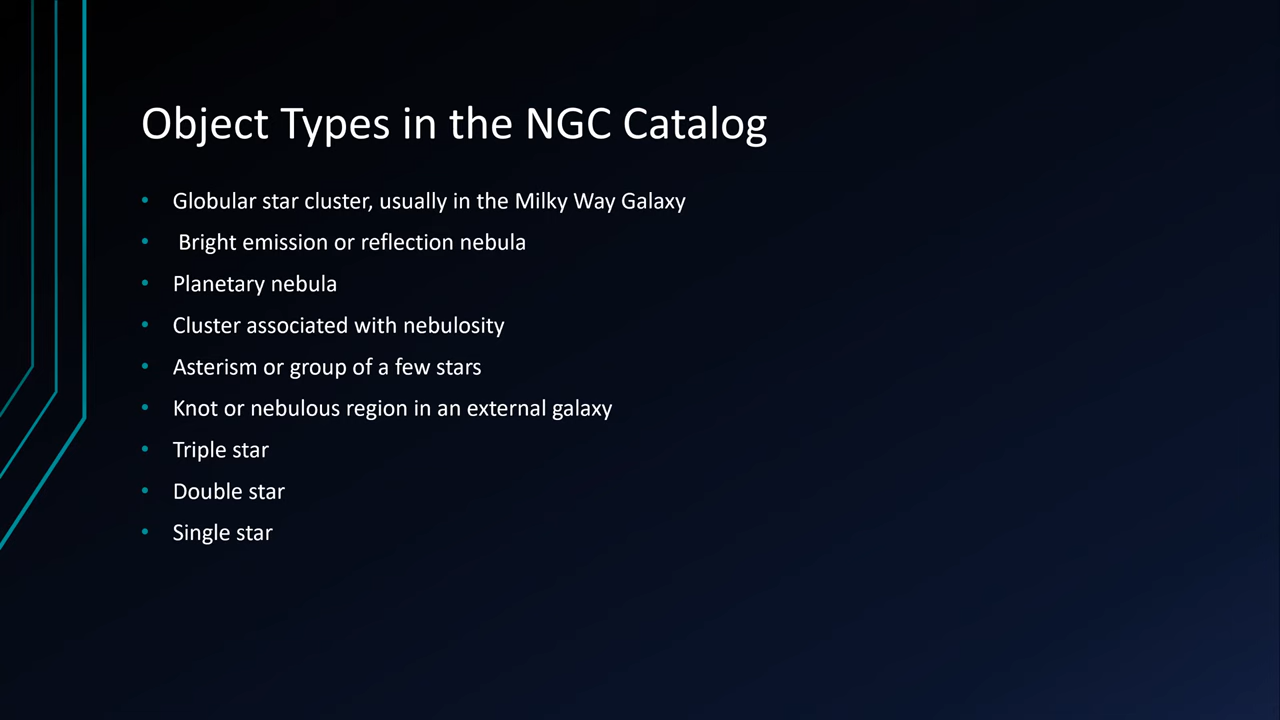 Object Types in the NGC Catalog
• Globular star cluster, usually in the Milky Way Galaxy
• Bright emission or reflection nebula
• Planetary nebula
• Cluster associated with nebulosity
• Asterism or group of a few stars
• Knot or nebulous region in an external galaxy
• Triple star
• Double star
• Single star